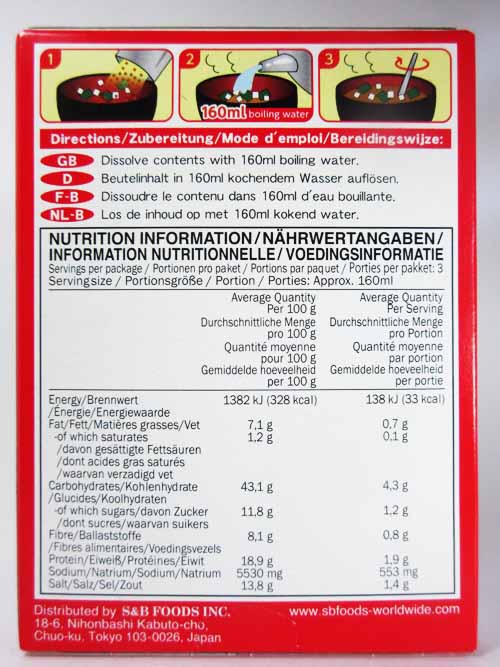 1
2
3
160ml boiling water
Directions/Zubereitung/Mode d´emploi/Bereidingswijze:
GB Dissolve contents with 160ml boiling water.
D Beutelinhalt in 160ml kochendem Wasser auflösen.
F-B Dissoudre le contenu dans 160ml d´eau bouillante.
NL-B Los de inhoud op met 160ml kokend water.
NUTRITION INFORMATION/NÄHRWERTANGABEN/
INFORMATION NUTRITIONNELLE/VOEDINGSINFORMATIE
Servings per package / Portionen pro paket / Portions par paquet / Porties per pakket: 3
Serving size / Portionsgröße / Portion / Porties: Approx. 160ml
Average Quantity Average Quantity
Per 100 g Per Serving
Durchschnittliche Menge Durchschnittliche Menge
pro 100 g pro Portion
Quantité moyenne Quantité moyenne
pour 100 g par portion
Gemiddelde hoeveelheid Gemiddelde hoeveelheid
per 100 g per portie
Energy/Brennwert 1382 kJ (328 kcal) 138 kJ (33 kcal)
/Énergie/Energiewaarde
Fat/Fett/Matières grasses/Vet 7,1 g 0,7 g
-of which saturates 1,2 g 0,1 g
/davon gesättigte Fettsäuren
/dont acides gras saturés
/waarvan verzadigd vet
Carbohydrates/Kohlenhydrate 43,1 g 4,3 g
/Glucides/Koolhydraten
-of which sugars/davon Zucker 11,8 g 1,2 g
/dont sucres/waarvan suikers
Fibre/Ballaststoffe 8,1 g 0,8 g
/Fibres alimentaires/Voedingsvezels
Protein/Eiweiß/Protéines/Eiwit 18,9 g 1,9 g
Sodium/Natrium/Sodium/Natrium 5530 mg 553 mg
Salt/Salz/Sel/Zout 13,8 g 1,4 g
Distributed by S&B FOODS INC. www.sbfoods-worldwide.com
18-6, Nihonbashi Kabuto-cho,
Chuo-ku, Tokyo 103-0026, Japan